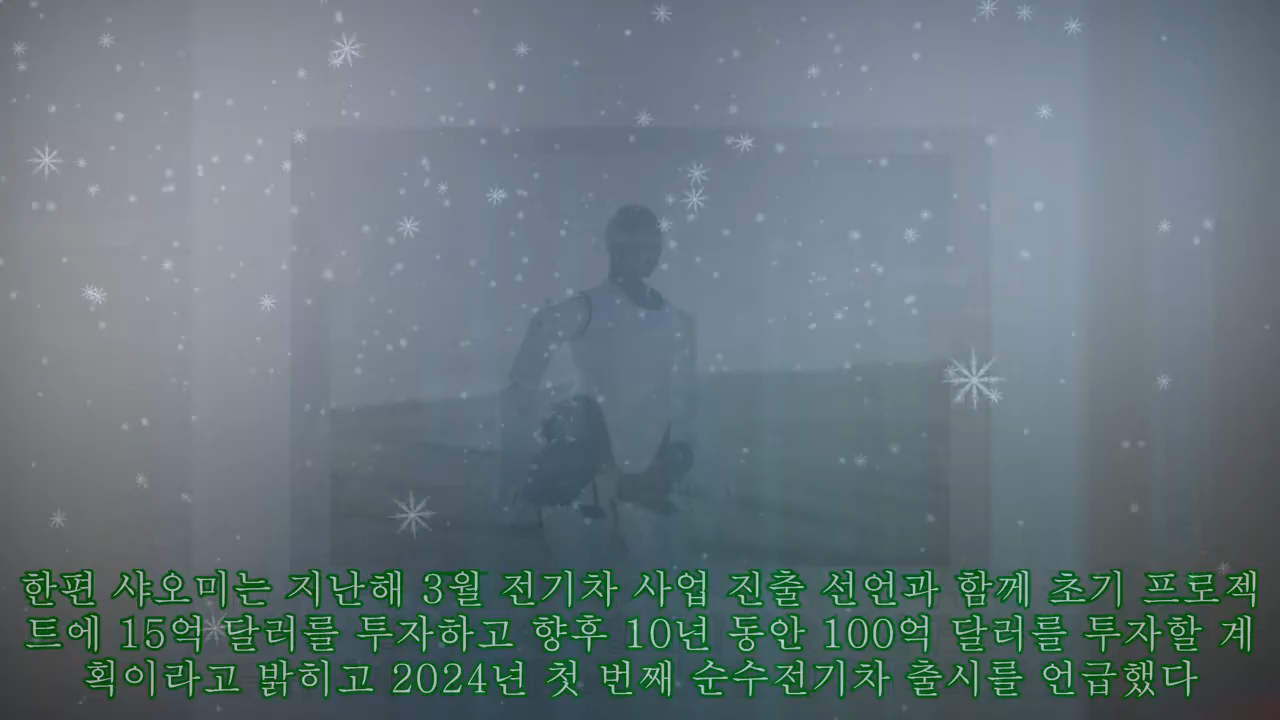 한편 샤오미는 지난해 3월 전기차 사업 진출 선언과 함께 초기 프로젝
트에 15억 달러를 투자하고 향후 10년 동안 100억 달러를 투자할 계
획이라고 밝히고 2024년 첫 번째 순수전기차 출시를 언급했다